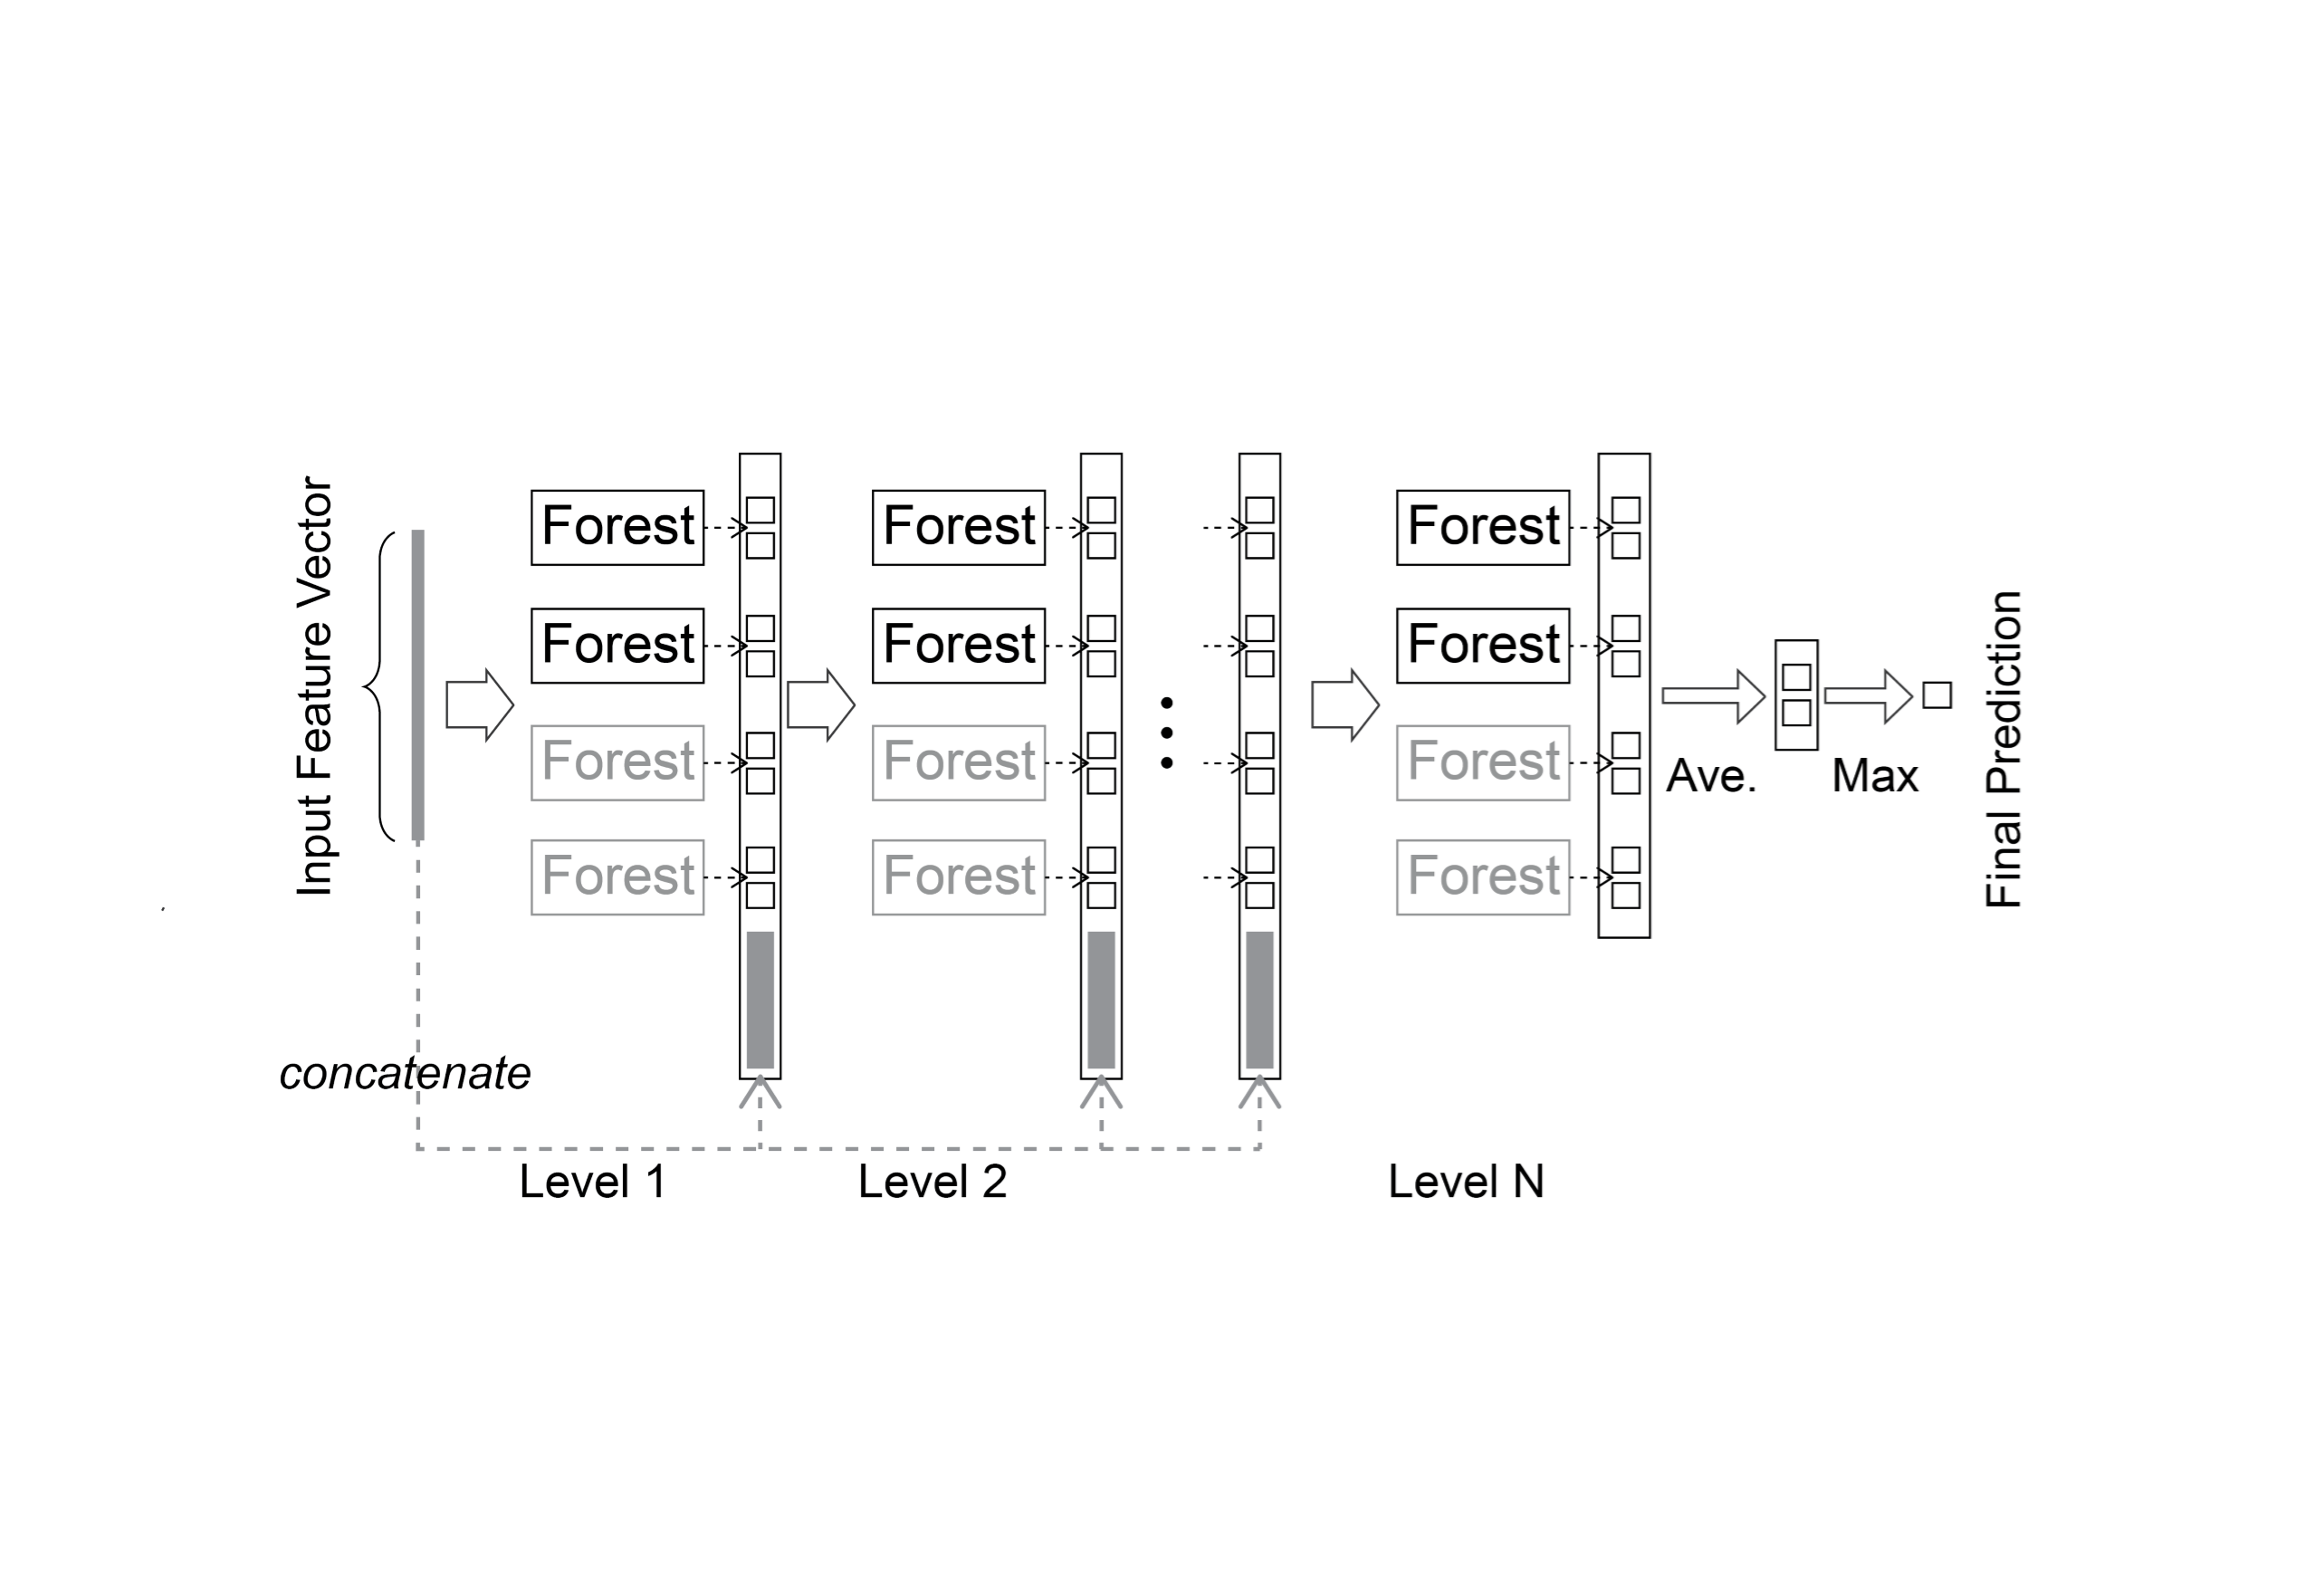 Input Feature Vector
Forest
Forest
Forest
Forest
Forest
Forest
Forest
Forest
Forest
Forest
Forest
Forest
Ave.
Max
Final Prediction
concatenate
Level 1
Level 2
Level N